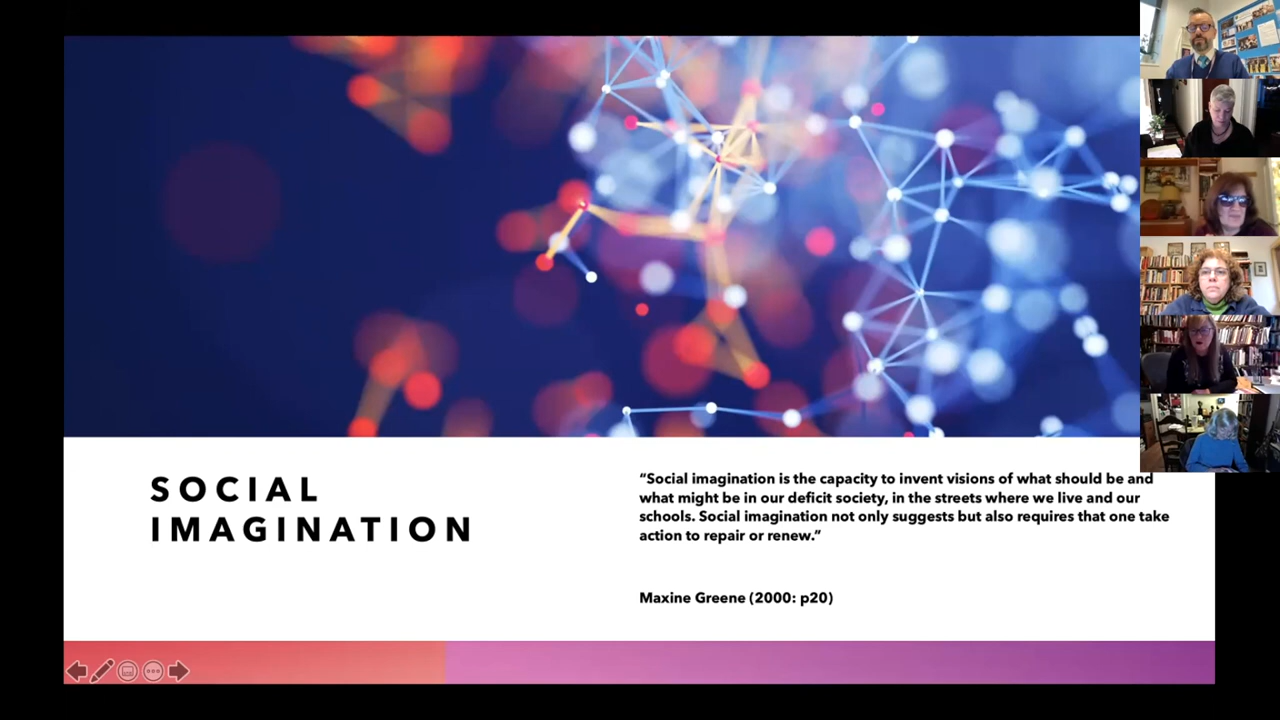 SOCIAL
IMAGINATION
“Social imagination is the capacity to invent visions of what should be and
what might be in our deficit society, in the streets where we live and our
schools. Social imagination not only suggests but also requires that one take
action to repair or renew.”
Maxine Greene (2000: p20)